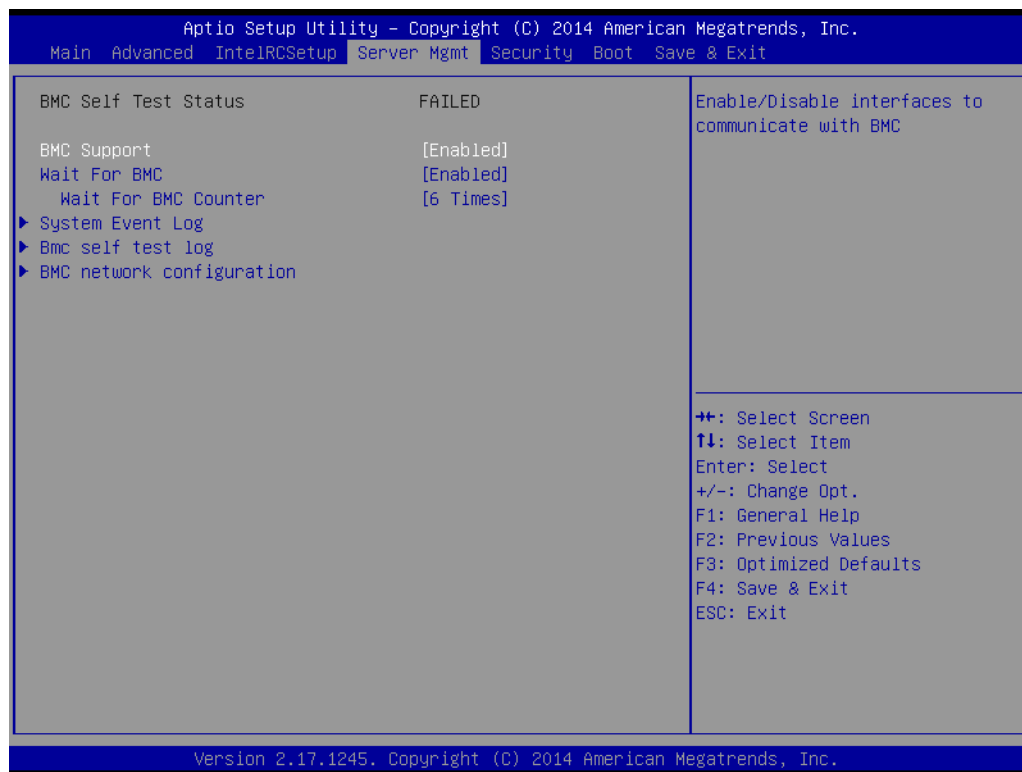 Aptio Setup Utility – Copyright (C) 2014 American Megatrends, Inc.
Main Advanced IntelRCSetup Server Mgmt Security Boot Save & Exit
BMC Self Test Status FAILED
BMC Support [Enabled]
Wait For BMC [Enabled]
Wait For BMC Counter [6 Times]
System Event Log
Bmc self test log
BMC network configuration
Enable/Disable interfaces to
communicate with BMC
→←: Select Screen
↑↓: Select Item
Enter: Select
+/-: Change Opt.
F1: General Help
F2: Previous Values
F3: Optimized Defaults
F4: Save & Exit
ESC: Exit
Version 2.17.1245. Copyright (C) 2014 American Megatrends, Inc.